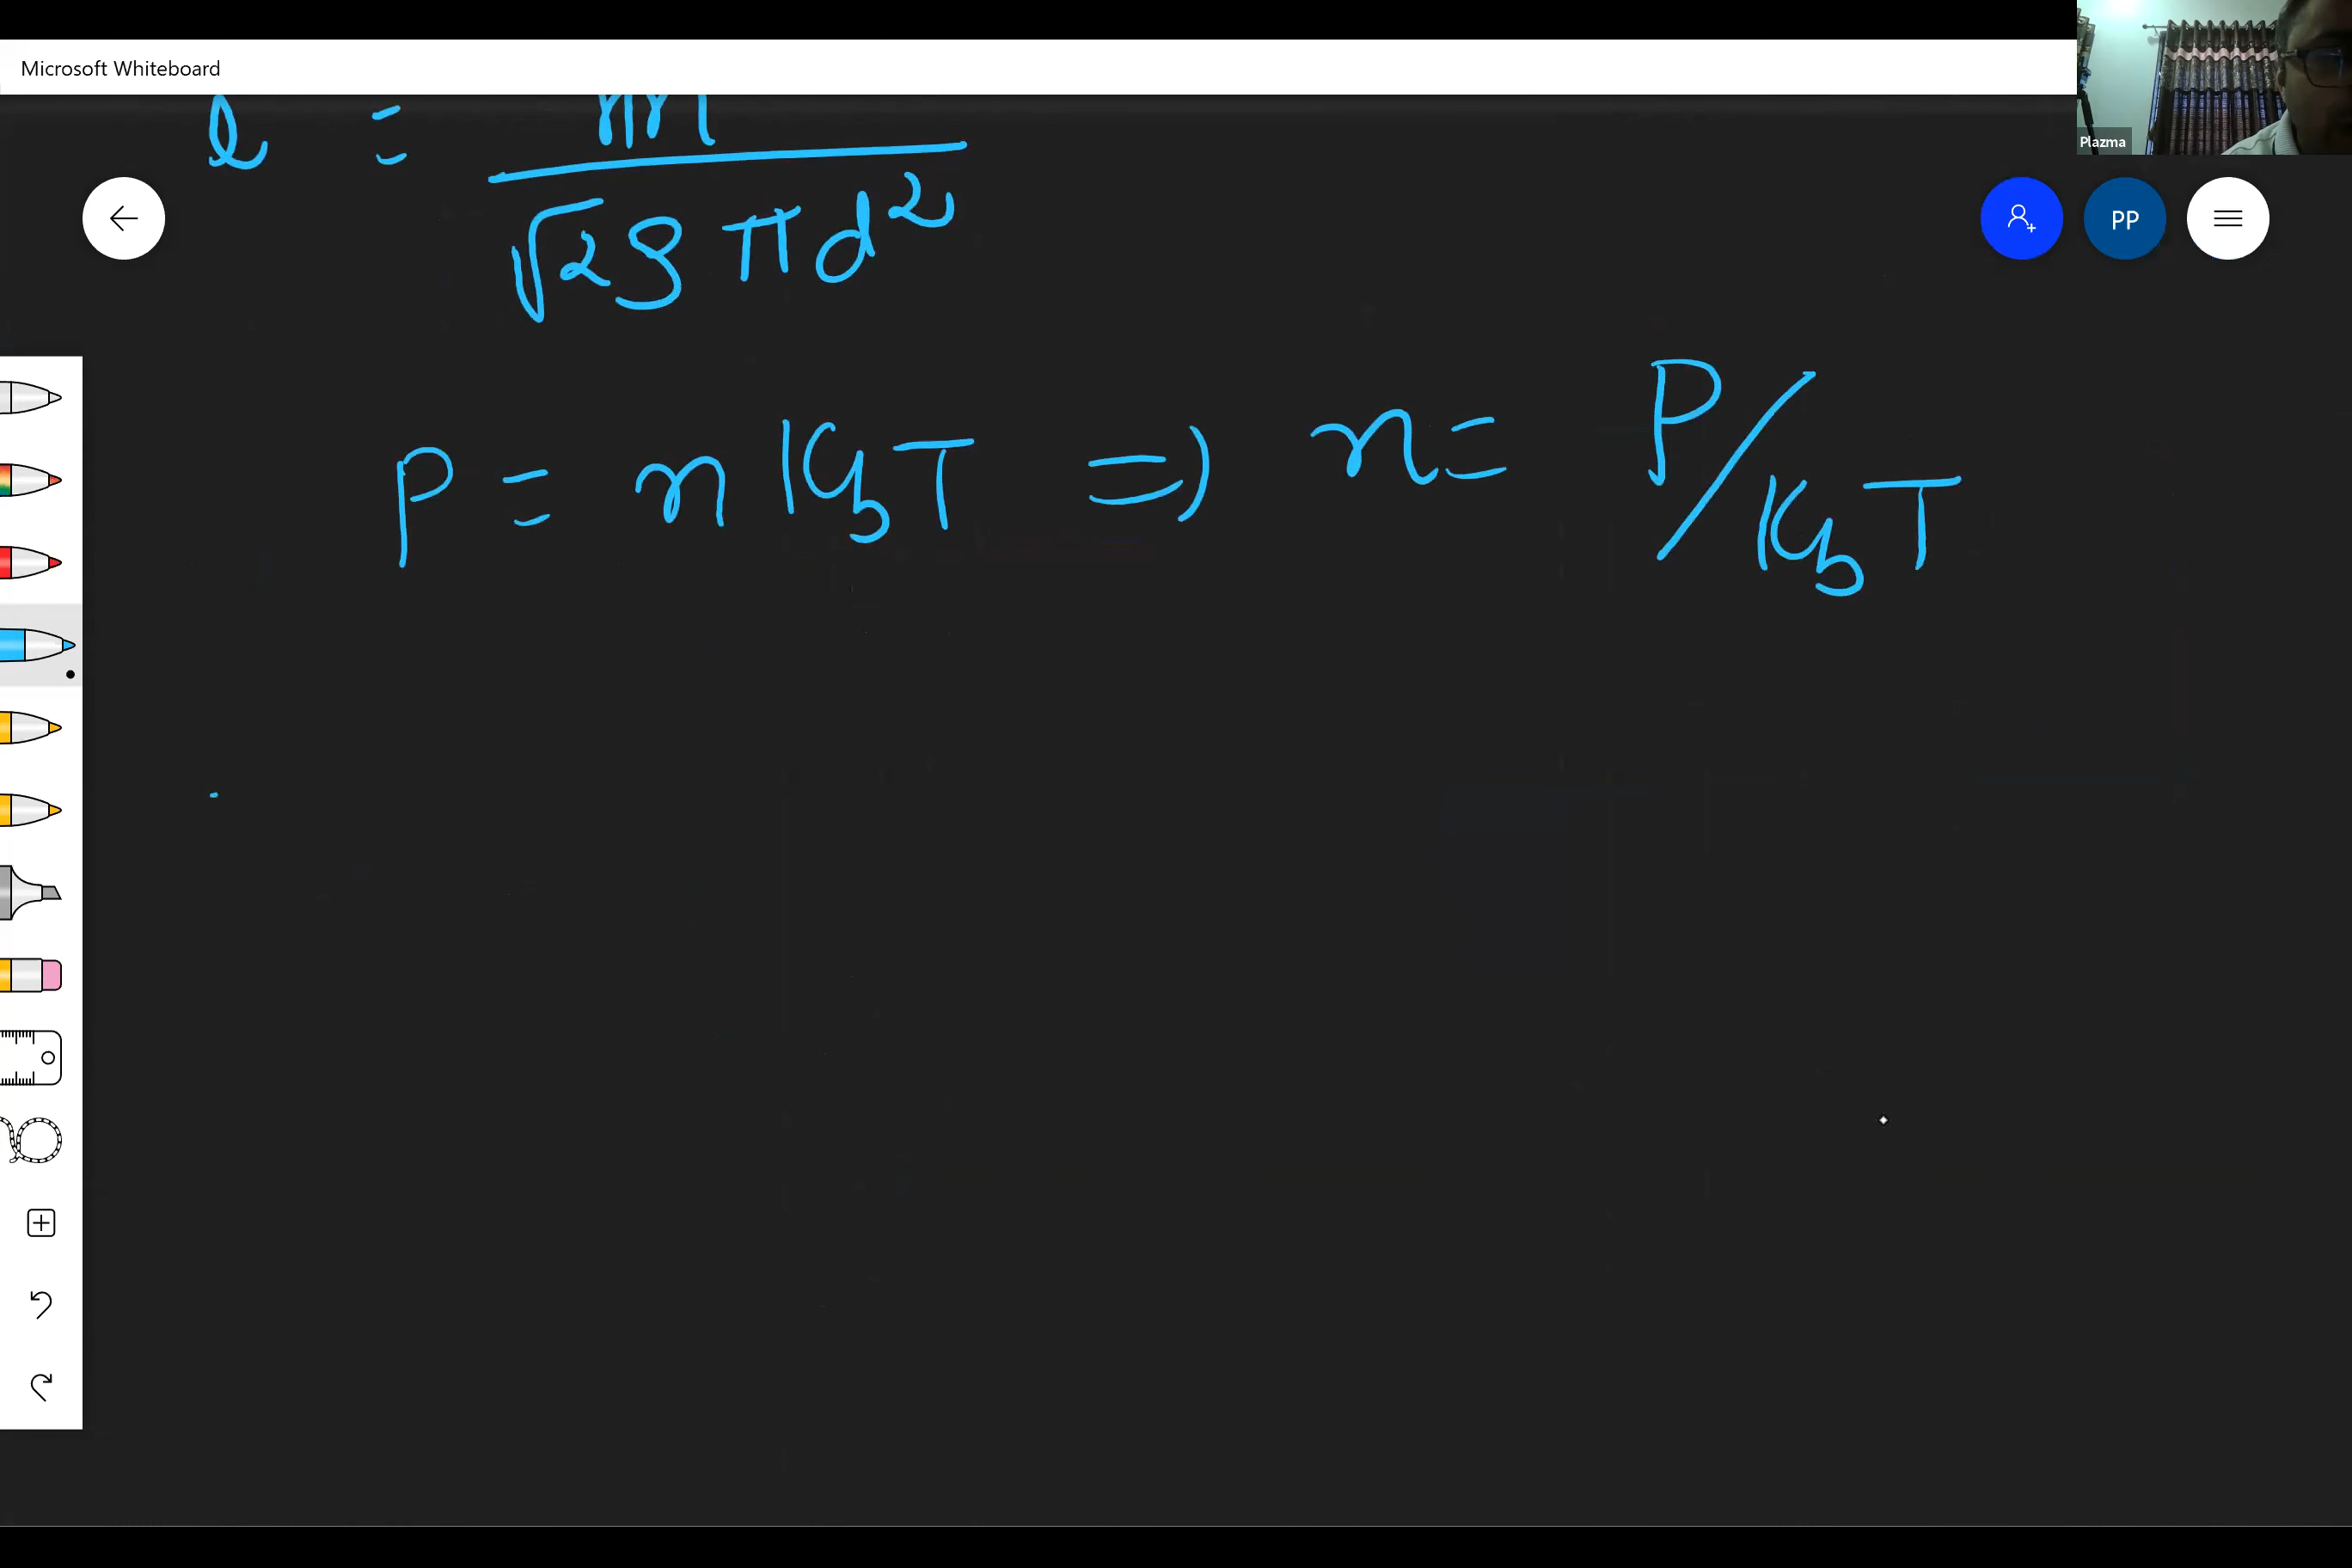 Plazma
Microsoft Whiteboard
l = m
√2 ρ π d²
PP
P = n K_B T ⇒ n = P/K_B T